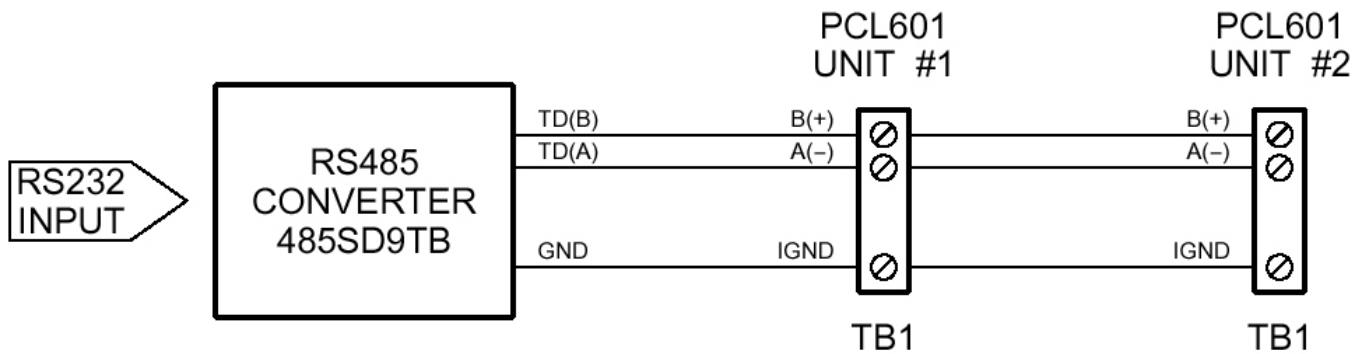 PCL601
UNIT #1
PCL601
UNIT #2
RS232
INPUT
RS485
CONVERTER
485SD9TB
TD(B)
B(+)
B(+)
TD(A)
A(−)
A(−)
GND
IGND
IGND
TB1
TB1